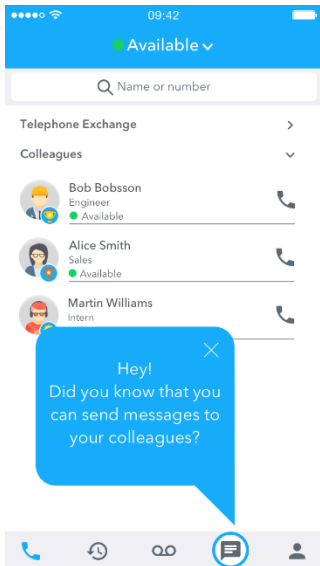 09:42
Available
Name or number
Telephone Exchange
Colleagues
Bob Bobsson
Engineer
Available
Alice Smith
Sales
Available
Martin Williams
Intern
Hey!
Did you know that you
can send messages to
your colleagues?